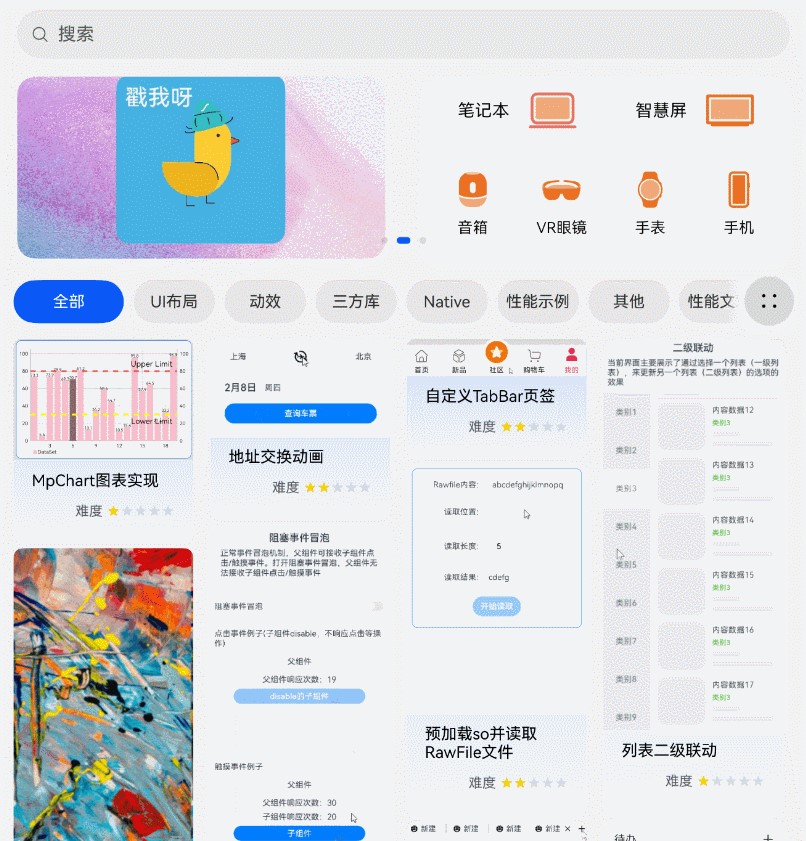 搜索
戳我呀
笔记本
智慧屏
音箱
VR眼镜
手表
手机
全部
UI布局
动效
三方库
Native
性能示例
其他
性能文
Upper Limit
Lower Limit
DataSet
MpChart图表实现
难度
上海
北京
2月8日 周四
查询车票
地址交换动画
难度
首页
新品
社区
购物车
我的
自定义TabBar页签
难度
二级联动
当前界面主要展示了通过选择一个列表（一级列
表），来更新另一个列表（二级列表）的选项的
效果
类别1
类别2
类别3
类别4
类别5
类别6
类别7
类别8
类别9
内容数据12
类别3
内容数据13
类别3
内容数据14
类别3
内容数据15
类别3
内容数据16
类别3
内容数据17
类别3
列表二级联动
难度
阻塞事件冒泡
正常事件冒泡机制，父组件可接收子组件点
击/触摸事件。打开阻塞事件冒泡，父组件无
法接收子组件点击/触摸事件
阻塞事件冒泡
点击事件例子(子组件disable，不响应点击等操
作)
父组件
父组件响应次数：19
disable的子组件
触摸事件例子
父组件
父组件响应次数：30
子组件响应次数：20
子组件
Rawfile内容: abcdefghijklmnopq
读取位置:
读取长度: 5
读取结果: cdefg
开始读取
预加载so并读取
RawFile文件
难度
新建
新建
新建
新建
待办